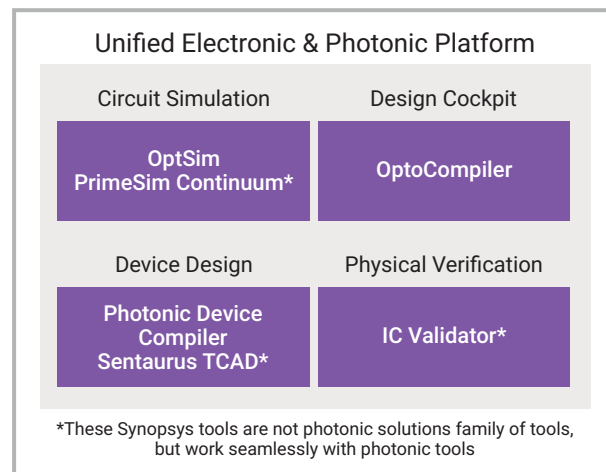 Unified Electronic & Photonic Platform
Circuit Simulation
OptSim
PrimeSim Continuum*
Design Cockpit
OptoCompiler
Device Design
Photonic Device
Compiler
Sentaurus TCAD*
Physical Verification
IC Validator*
*These Synopsys tools are not photonic solutions family of tools,
but work seamlessly with photonic tools